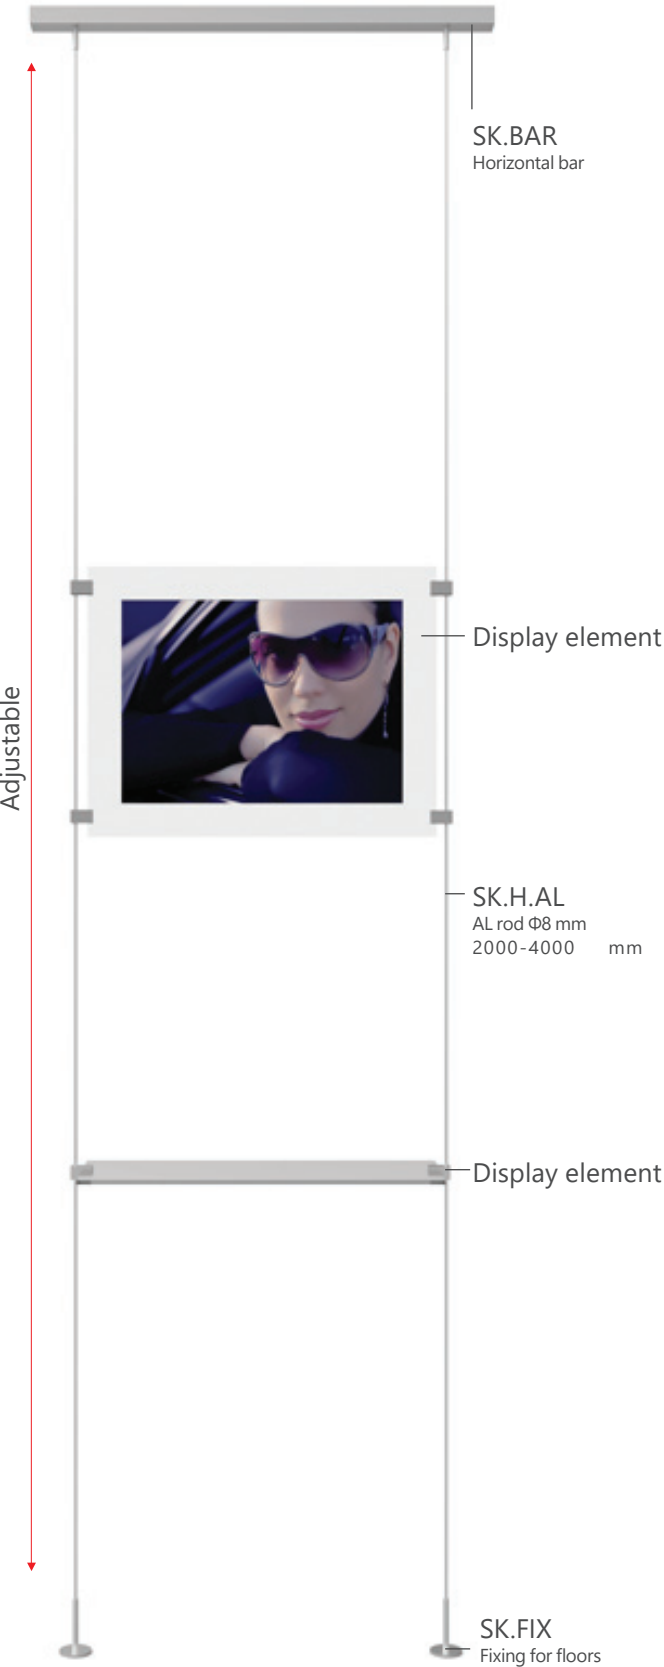 SK.BAR
Horizontal bar
Display element
Adjustable
SK.H.AL
AL rod Φ8 mm
2000-4000 mm
Display element
SK.FIX
Fixing for floors